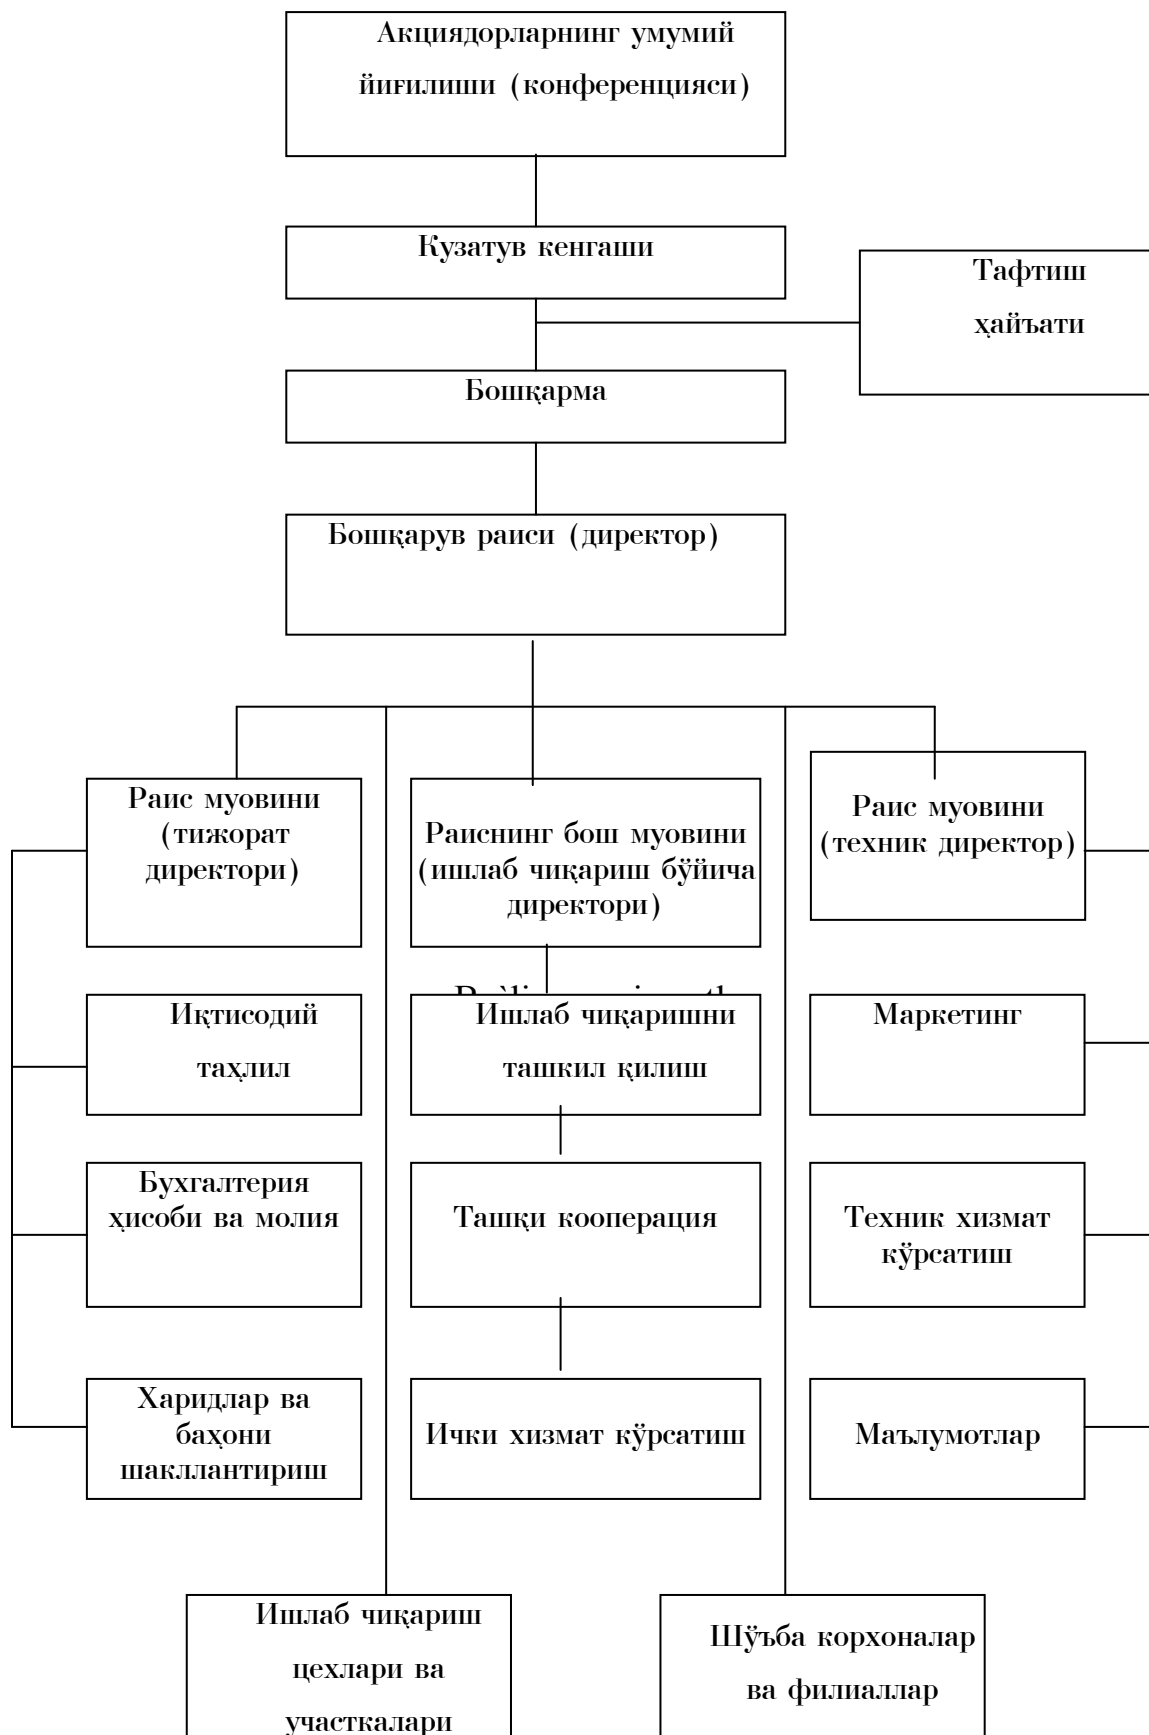 Акциядорларнинг умумий
йиғилиши (конференцияси)
Кузатув кенгаши
Тафтиш
ҳайъати
Бошқарма
Бошқарув раиси (директор)
Раис муовини
(тижорат
директори)
Раиснинг бош муовини
(ишлаб чиқариш бўйича
директори)
Раис муовини
(техник директор)
Иқтисодий
таҳлил
Ишлаб чиқаришни
ташкил қилиш
Маркетинг
Бухгалтерия
ҳисоби ва молия
Ташқи кооперация
Техник хизмат
кўрсатиш
Харидлар ва
баҳони
шакллантириш
Ички хизмат кўрсатиш
Маълумотлар
Ишлаб чиқариш
цехлари ва
участкалари
Шўъба корхоналар
ва филиаллар